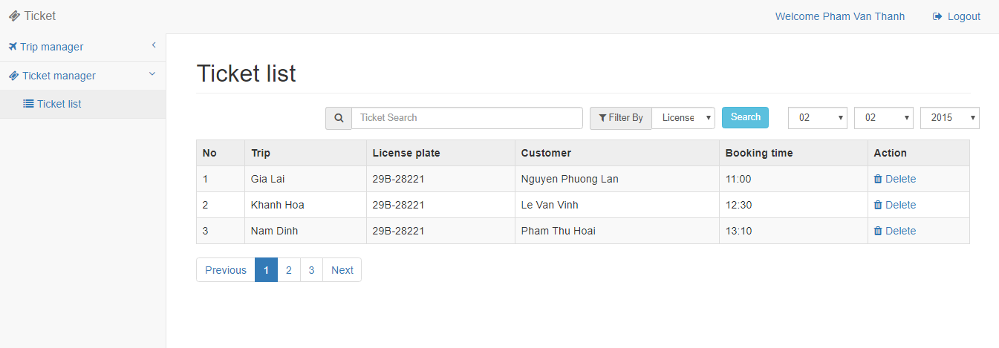 Ticket Welcome Pham Van Thanh Logout
Trip manager
Ticket manager
Ticket list
Ticket list
Ticket Search Filter By License Search 02 02 2015
No Trip License plate Customer Booking time Action
1 Gia Lai 29B-28221 Nguyen Phuong Lan 11:00 Delete
2 Khanh Hoa 29B-28221 Le Van Vinh 12:30 Delete
3 Nam Dinh 29B-28221 Pham Thu Hoai 13:10 Delete
Previous 1 2 3 Next